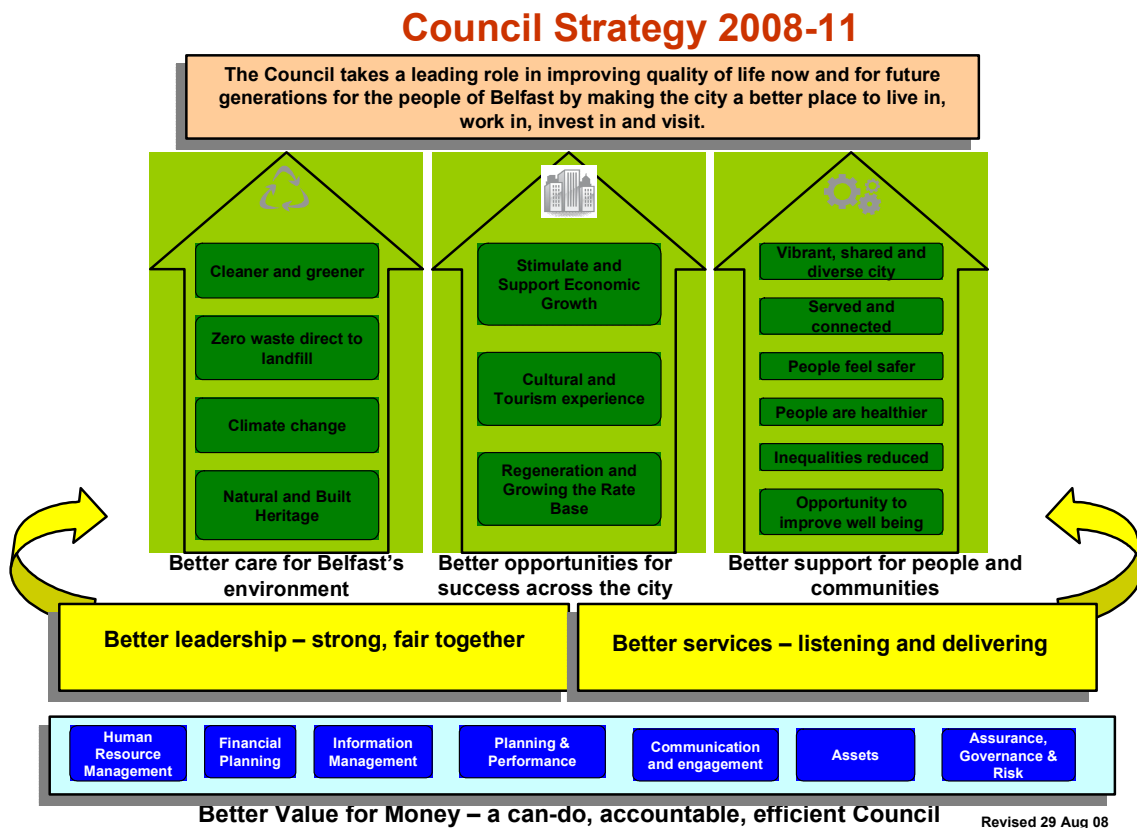 Council Strategy 2008-11
The Council takes a leading role in improving quality of life now and for future
generations for the people of Belfast by making the city a better place to live in,
work in, invest in and visit.
Cleaner and greener
Zero waste direct to
landfill
Climate change
Natural and Built
Heritage
Better care for Belfast's
environment
Stimulate and
Support Economic
Growth
Cultural and
Tourism experience
Regeneration and
Growing the Rate
Base
Better opportunities for
success across the city
Vibrant, shared and
diverse city
Served and
connected
People feel safer
People are healthier
Inequalities reduced
Opportunity to
improve well being
Better support for people and
communities
Better leadership – strong, fair together
Better services – listening and delivering
Human
Resource
Management
Financial
Planning
Information
Management
Planning &
Performance
Communication
and engagement
Assets
Assurance,
Governance &
Risk
Better Value for Money – a can-do, accountable, efficient Council
Revised 29 Aug 08